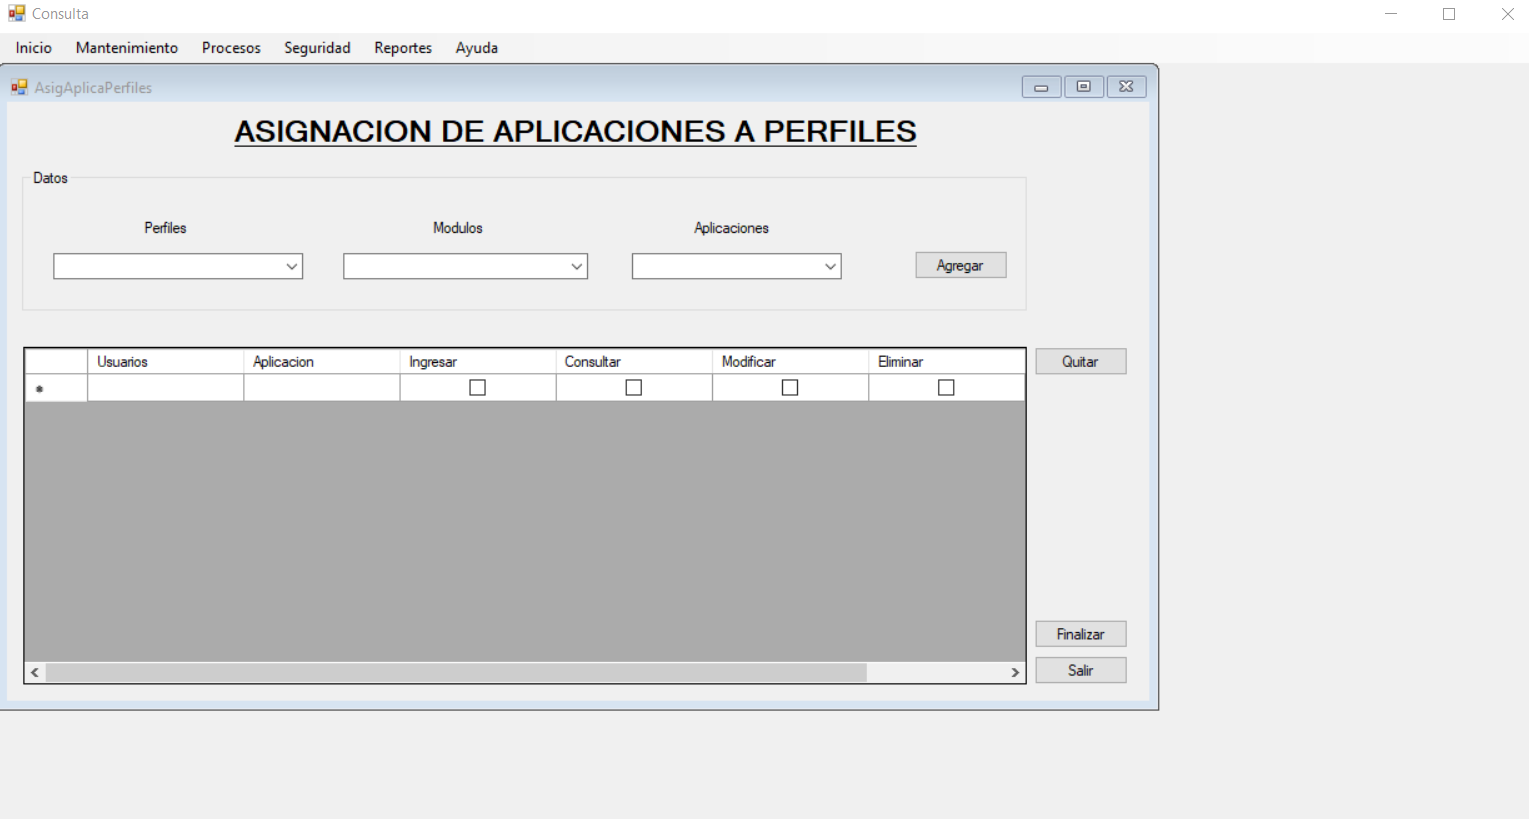 Consulta
Inicio Mantenimiento Procesos Seguridad Reportes Ayuda
AsigAplicaPerfiles
ASIGNACION DE APLICACIONES A PERFILES
Datos
Perfiles Modulos Aplicaciones
Agregar
Usuarios Aplicacion Ingresar Consultar Modificar Eliminar
Quitar
Finalizar
Salir